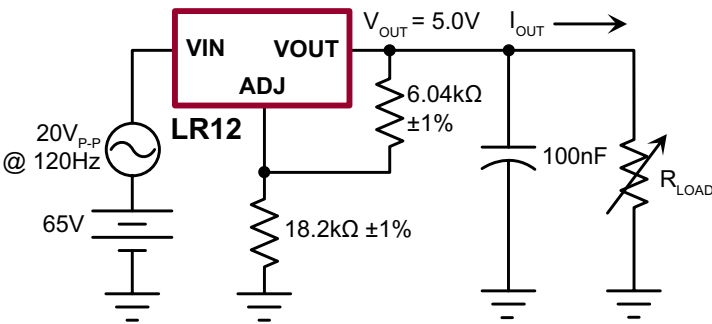 VOUT = 5.0V
IOUT
VIN
VOUT
ADJ
LR12
6.04kΩ
±1%
20VP-P
@ 120Hz
100nF
RLOAD
65V
18.2kΩ ±1%